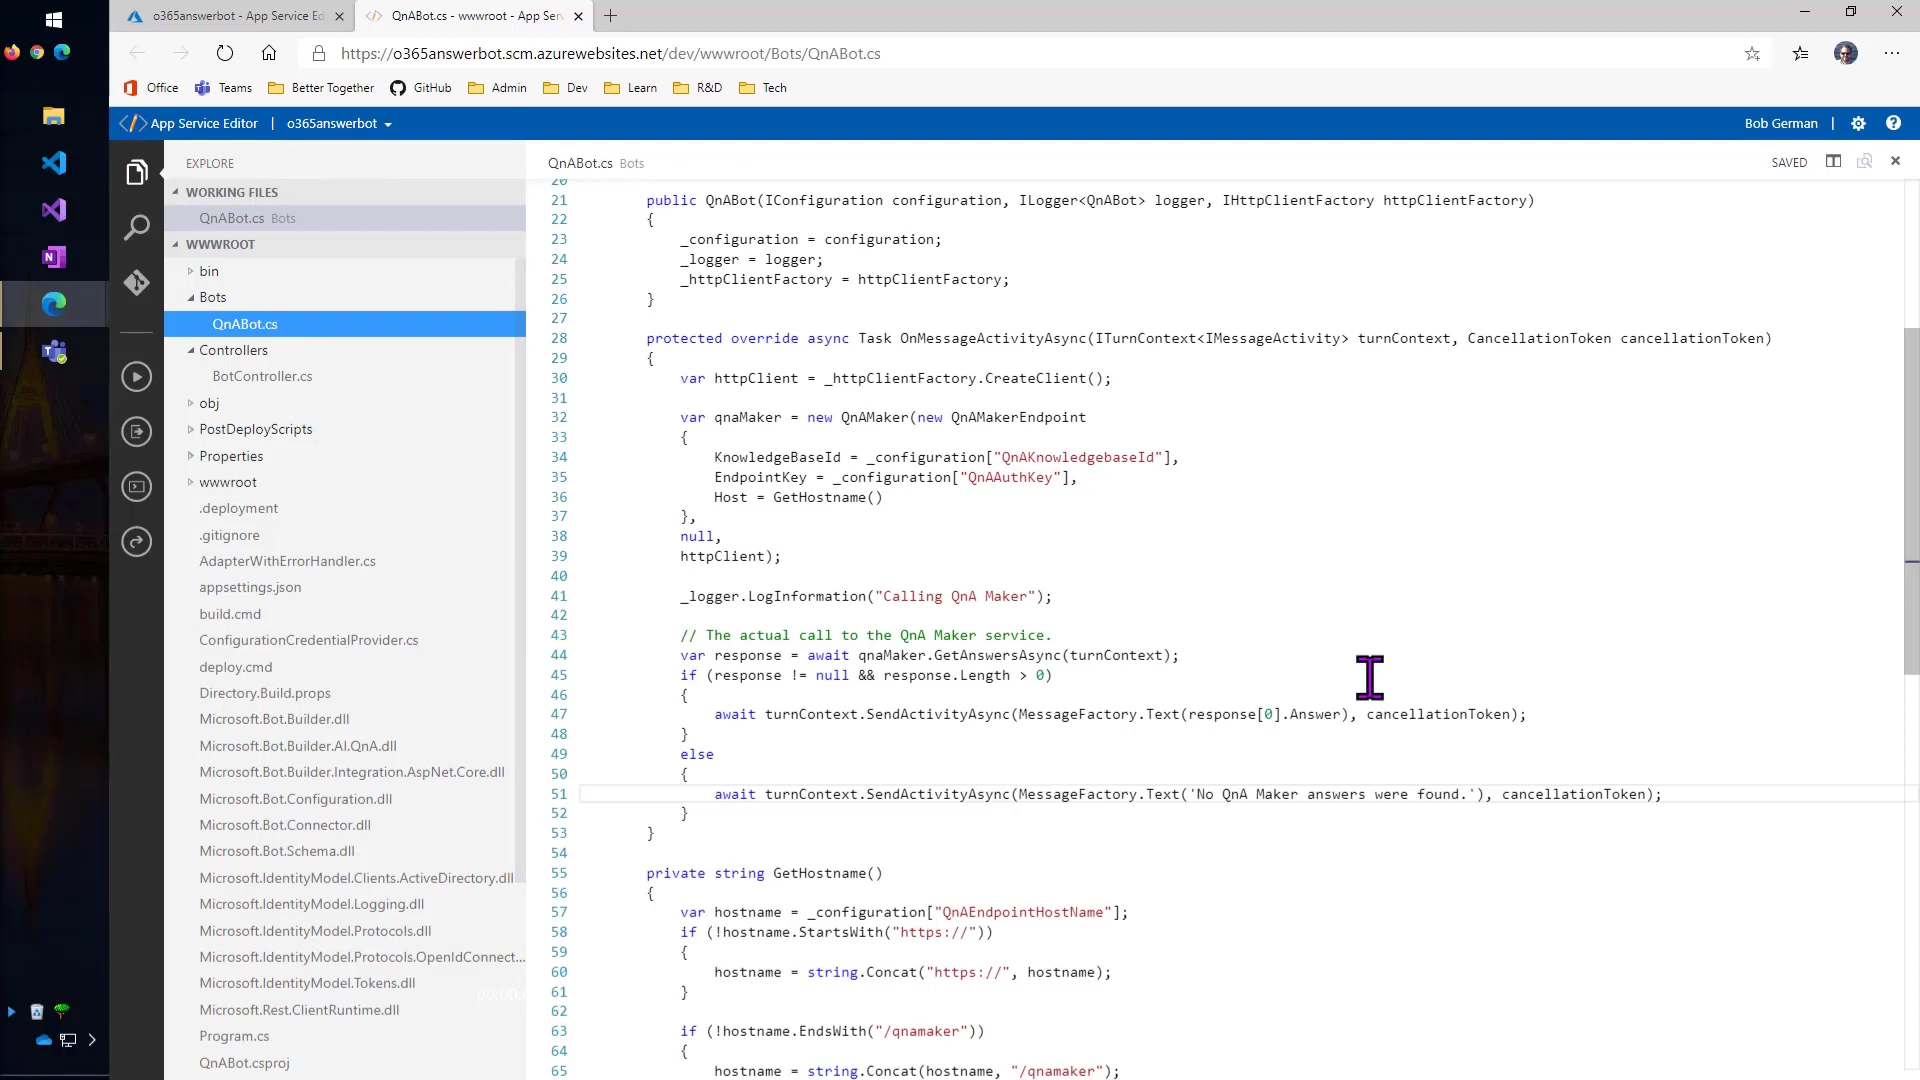 o365answerbot - App Service Ed
QnABot.cs - wwwroot - App Serv
https://o365answerbot.scm.azurewebsites.net/dev/wwwroot/Bots/QnABot.cs
Office Teams Better Together GitHub Admin Dev Learn R&D Tech
App Service Editor | o365answerbot
Bob German |
EXPLORE
WORKING FILES
QnABot.cs Bots
WWWROOT
bin
Bots
QnABot.cs
Controllers
BotController.cs
obj
PostDeployScripts
Properties
wwwroot
.deployment
.gitignore
AdapterWithErrorHandler.cs
appsettings.json
build.cmd
ConfigurationCredentialProvider.cs
deploy.cmd
Directory.Build.props
Microsoft.Bot.Builder.dll
Microsoft.Bot.Builder.AI.QnA.dll
Microsoft.Bot.Builder.Integration.AspNet.Core.dll
Microsoft.Bot.Configuration.dll
Microsoft.Bot.Connector.dll
Microsoft.Bot.Schema.dll
Microsoft.IdentityModel.Clients.ActiveDirectory.dll
Microsoft.IdentityModel.Logging.dll
Microsoft.IdentityModel.Protocols.dll
Microsoft.IdentityModel.Protocols.OpenIdConnect...
Microsoft.IdentityModel.Tokens.dll
Microsoft.Rest.ClientRuntime.dll
Program.cs
QnABot.csproj
QnABot.cs Bots
SAVED
20
21 public QnABot(IConfiguration configuration, ILogger<QnABot> logger, IHttpClientFactory httpClientFactory)
22 {
23 _configuration = configuration;
24 _logger = logger;
25 _httpClientFactory = httpClientFactory;
26 }
27
28 protected override async Task OnMessageActivityAsync(ITurnContext<IMessageActivity> turnContext, CancellationToken cancellationToken)
29 {
30 var httpClient = _httpClientFactory.CreateClient();
31
32 var qnaMaker = new QnAMaker(new QnAMakerEndpoint
33 {
34 KnowledgeBaseId = _configuration["QnAKnowledgebaseId"],
35 EndpointKey = _configuration["QnAAuthKey"],
36 Host = GetHostname()
37 },
38 null,
39 httpClient);
40
41 _logger.LogInformation("Calling QnA Maker");
42
43 // The actual call to the QnA Maker service.
44 var response = await qnaMaker.GetAnswersAsync(turnContext);
45 if (response != null && response.Length > 0)
46 {
47 await turnContext.SendActivityAsync(MessageFactory.Text(response[0].Answer), cancellationToken);
48 }
49 else
50 {
51 await turnContext.SendActivityAsync(MessageFactory.Text('No QnA Maker answers were found.'), cancellationToken);
52 }
53 }
54
55 private string GetHostname()
56 {
57 var hostname = _configuration["QnAEndpointHostName"];
58 if (!hostname.StartsWith("https://"))
59 {
60 hostname = string.Concat("https://", hostname);
61 }
62
63 if (!hostname.EndsWith("/qnamaker"))
64 {
65 hostname = string.Concat(hostname, "/qnamaker");